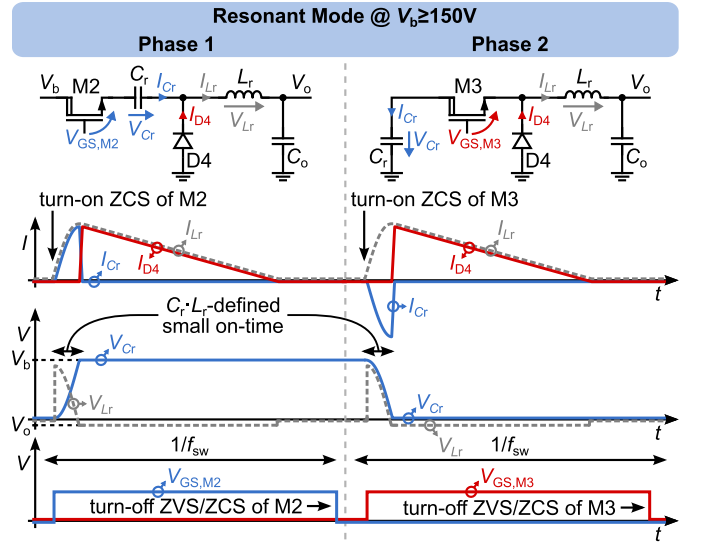 Resonant Mode @ Vb≥150V
Phase 1
Phase 2
Vb M2 Cr ICr ILr Lr Vo
VGS,M2 VCr ID4 VLr
D4 Co
M3 ILr Lr Vo
ICr VCr VGS,M3 ID4 VLr
Cr D4 Co
turn-on ZCS of M2
turn-on ZCS of M3
I
ILr
ID4
ICr
ILr
ID4
ICr
t
Cr·Lr-defined
small on-time
V
Vb
VCr
VLr
VCr
Vo
VLr
t
1/fsw
1/fsw
V
VGS,M2
VGS,M3
turn-off ZVS/ZCS of M2
turn-off ZVS/ZCS of M3
t